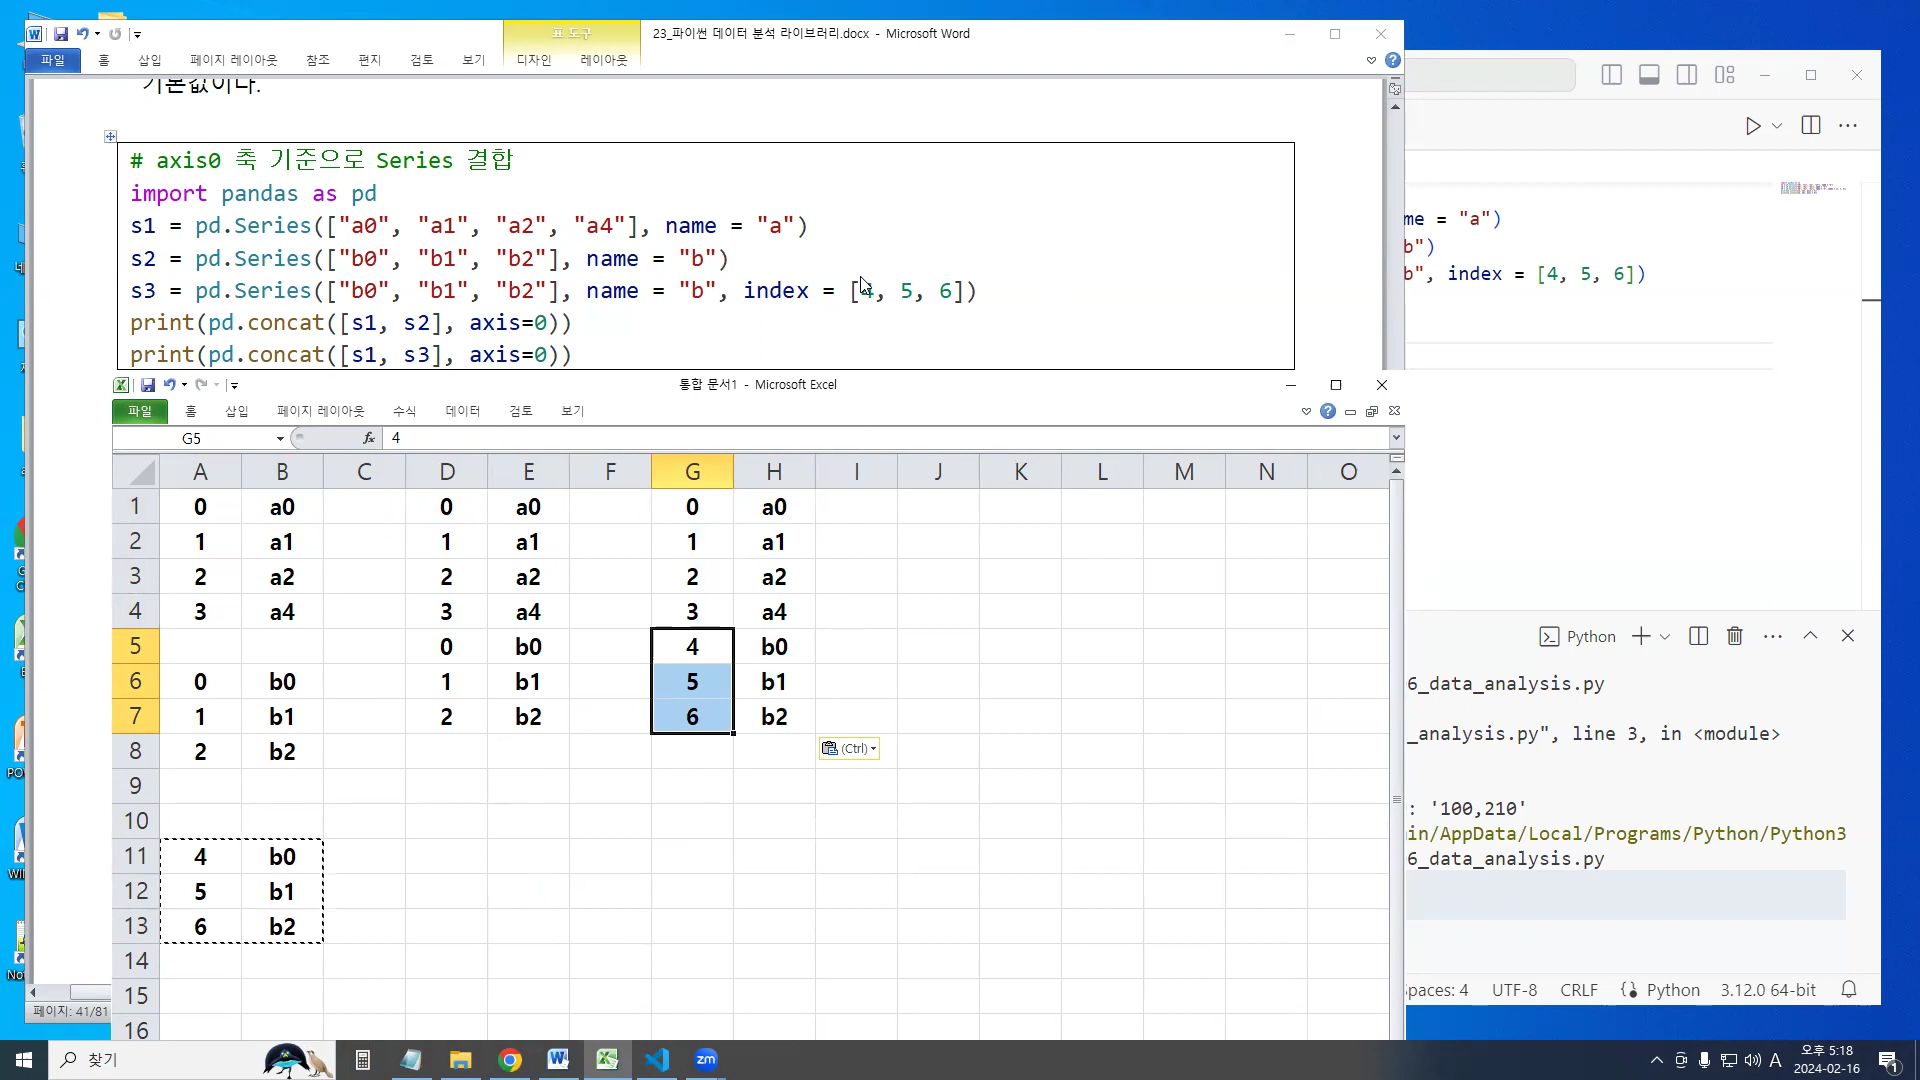 23_파이썬 데이터 분석 라이브러리.docx - Microsoft Word
표 도구
파일 홈 삽입 페이지 레이아웃 참조 편지 검토 보기 디자인 레이아웃
기본값이다.
# axis0 축 기준으로 Series 결합
import pandas as pd
s1 = pd.Series(["a0", "a1", "a2", "a4"], name = "a")
s2 = pd.Series(["b0", "b1", "b2"], name = "b")
s3 = pd.Series(["b0", "b1", "b2"], name = "b", index = [4, 5, 6])
print(pd.concat([s1, s2], axis=0))
print(pd.concat([s1, s3], axis=0))
통합 문서1 - Microsoft Excel
파일 홈 삽입 페이지 레이아웃 수식 데이터 검토 보기
G5 fx 4
A B C D E F G H I J K L M N O
1 0 a0 0 a0 0 a0
2 1 a1 1 a1 1 a1
3 2 a2 2 a2 2 a2
4 3 a4 3 a4 3 a4
5 0 b0 4 b0
6 0 b0 1 b1 5 b1
7 1 b1 2 b2 6 b2
8 2 b2
(Ctrl)
9
10
11 4 b0
12 5 b1
13 6 b2
14
15
16
페이지: 41/81
me = "a")
b")
b", index = [4, 5, 6])
Python
6_data_analysis.py
_analysis.py", line 3, in <module>
: '100,210'
in/AppData/Local/Programs/Python/Python3
6_data_analysis.py
paces: 4 UTF-8 CRLF Python 3.12.0 64-bit
찾기
zm
A
오후 5:18
2024-02-16
1